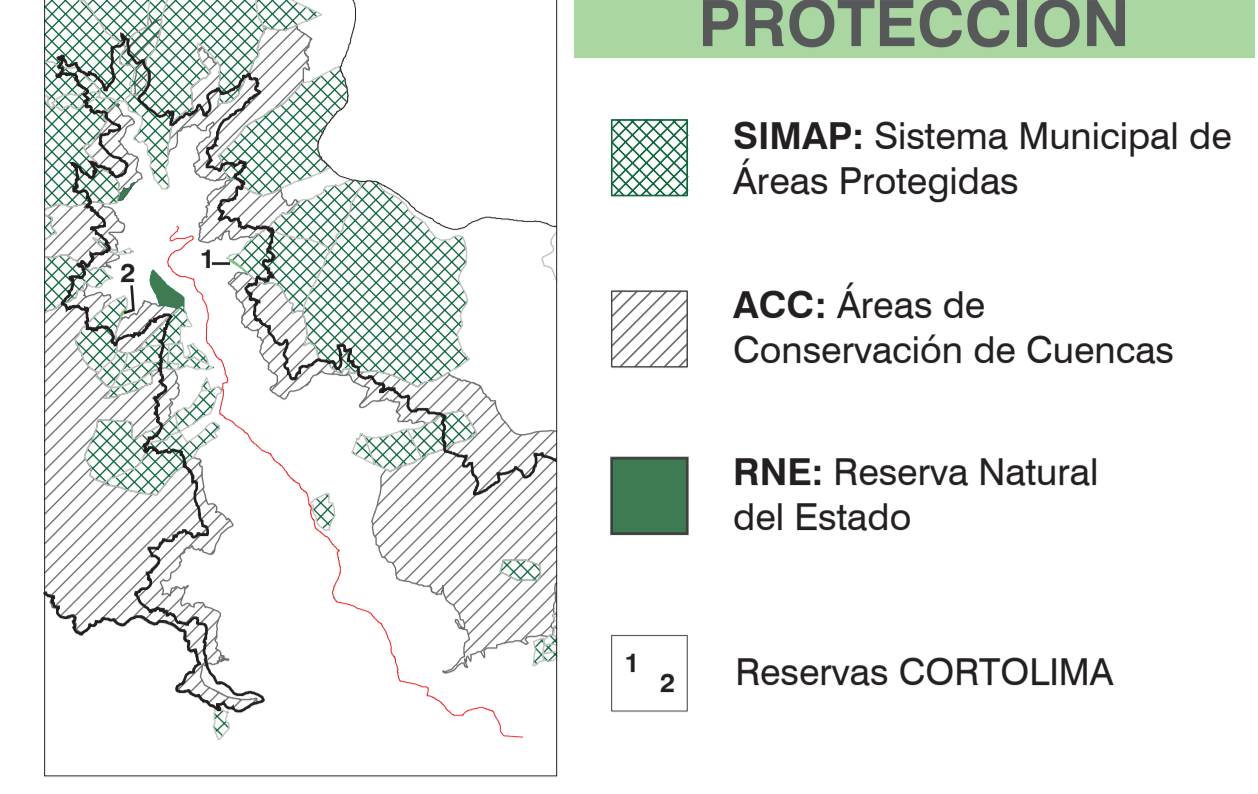 PROTECCIÓN
SIMAP: Sistema Municipal de
Áreas Protegidas
ACC: Áreas de
Conservación de Cuencas
RNE: Reserva Natural
del Estado
1
2
Reservas CORTOLIMA
1
2